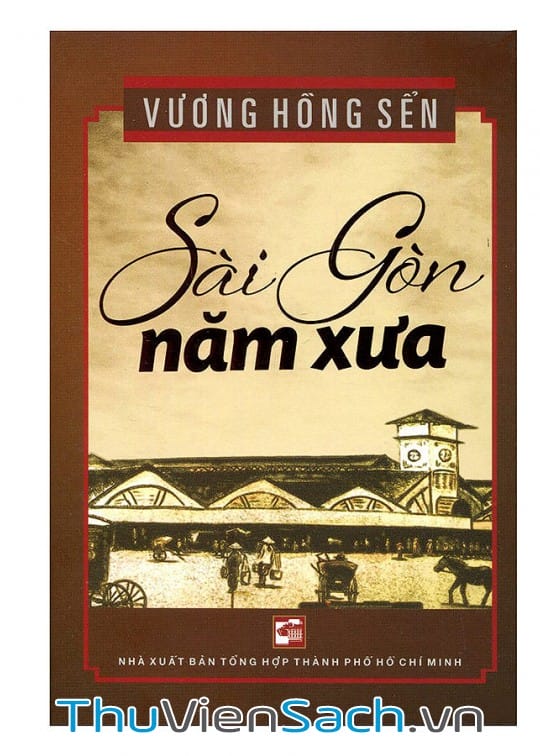 VƯƠNG HỒNG SỂN
Sài Gòn
năm xưa
NHÀ XUẤT BẢN TỔNG HỢP THÀNH PHỐ HỒ CHÍ MINH
ThuVienSach.vn